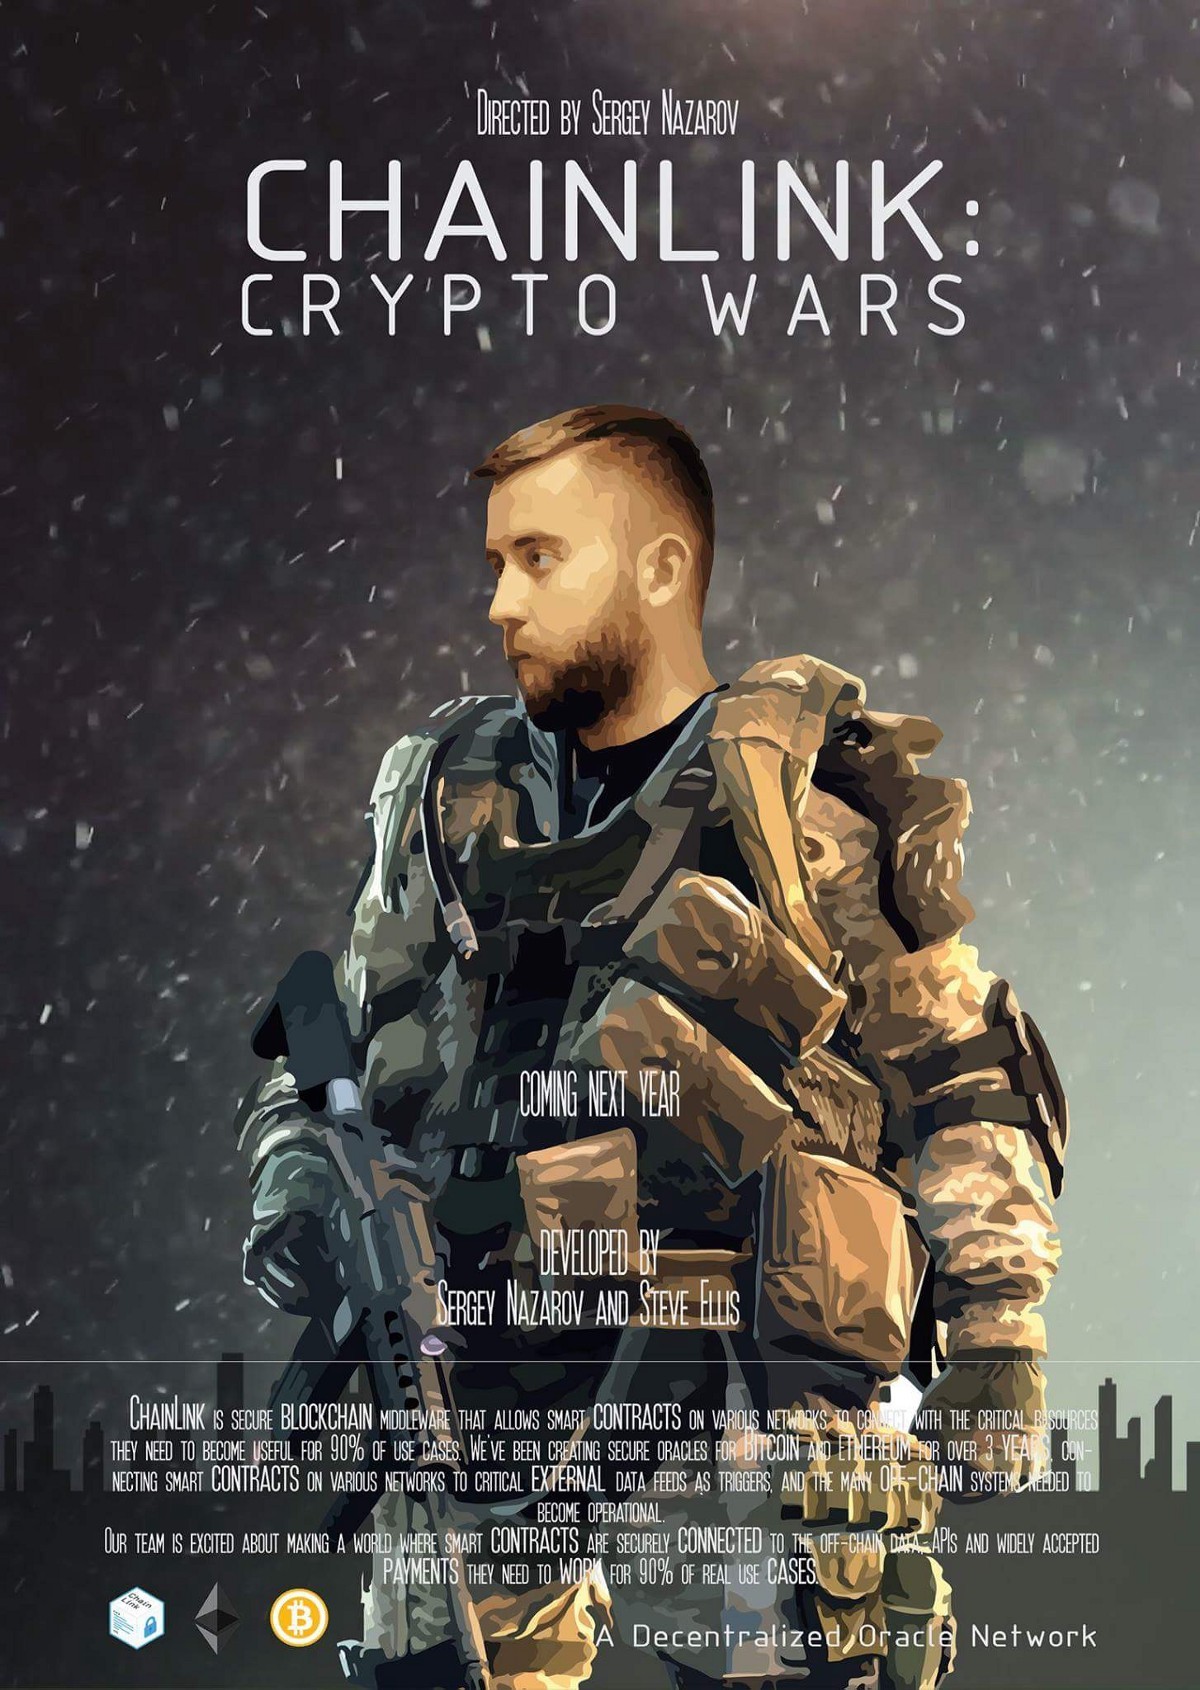 Directed by Sergey Nazarov
CHAINLINK:
CRYPTO WARS
COMING NEXT YEAR
DEVELOPED BY
Sergey Nazarov and Steve Ellis
ChainLink is secure BLOCKCHAIN middleware that allows smart CONTRACTS on various networks to connect with the critical resources
they need to become useful for 90% of use cases. We've been creating secure oracles for BITCOIN and ETHEREUM for over 3 YEARS, con-
necting smart CONTRACTS on various networks to critical EXTERNAL data feeds as triggers, and the many OFF-CHAIN systems needed to
become operational.
Our team is excited about making a world where smart CONTRACTS are securely CONNECTED to the off-chain data, APIs and widely accepted
PAYMENTS they need to WORK for 90% of real use CASES.
Chain
Link
A Decentralized Oracle Network